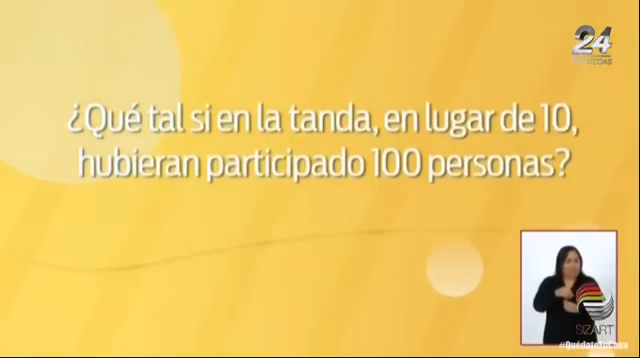 24
¿Qué tal si en la tanda, en lugar de 10,
hubieran participado 100 personas?
SIZART
#QuédateEnCasa